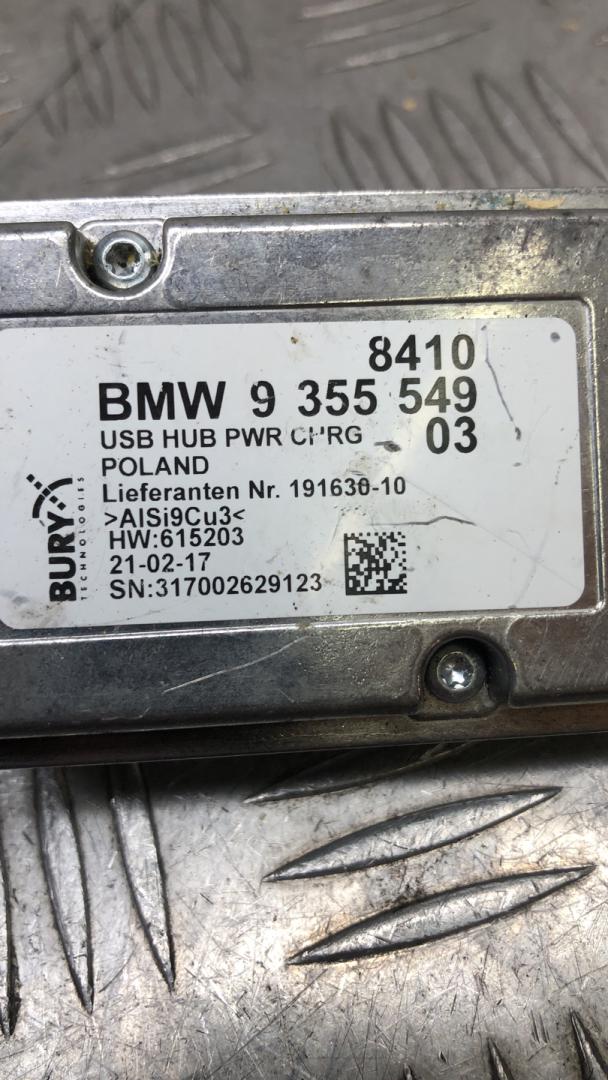 8410
BMW 9 355 549
USB HUB PWR CHRG 03
POLAND
Lieferanten Nr. 191630-10
>AlSi9Cu3<
HW:615203
21-02-17
SN:317002629123
BURY
TECHNOLOGIES